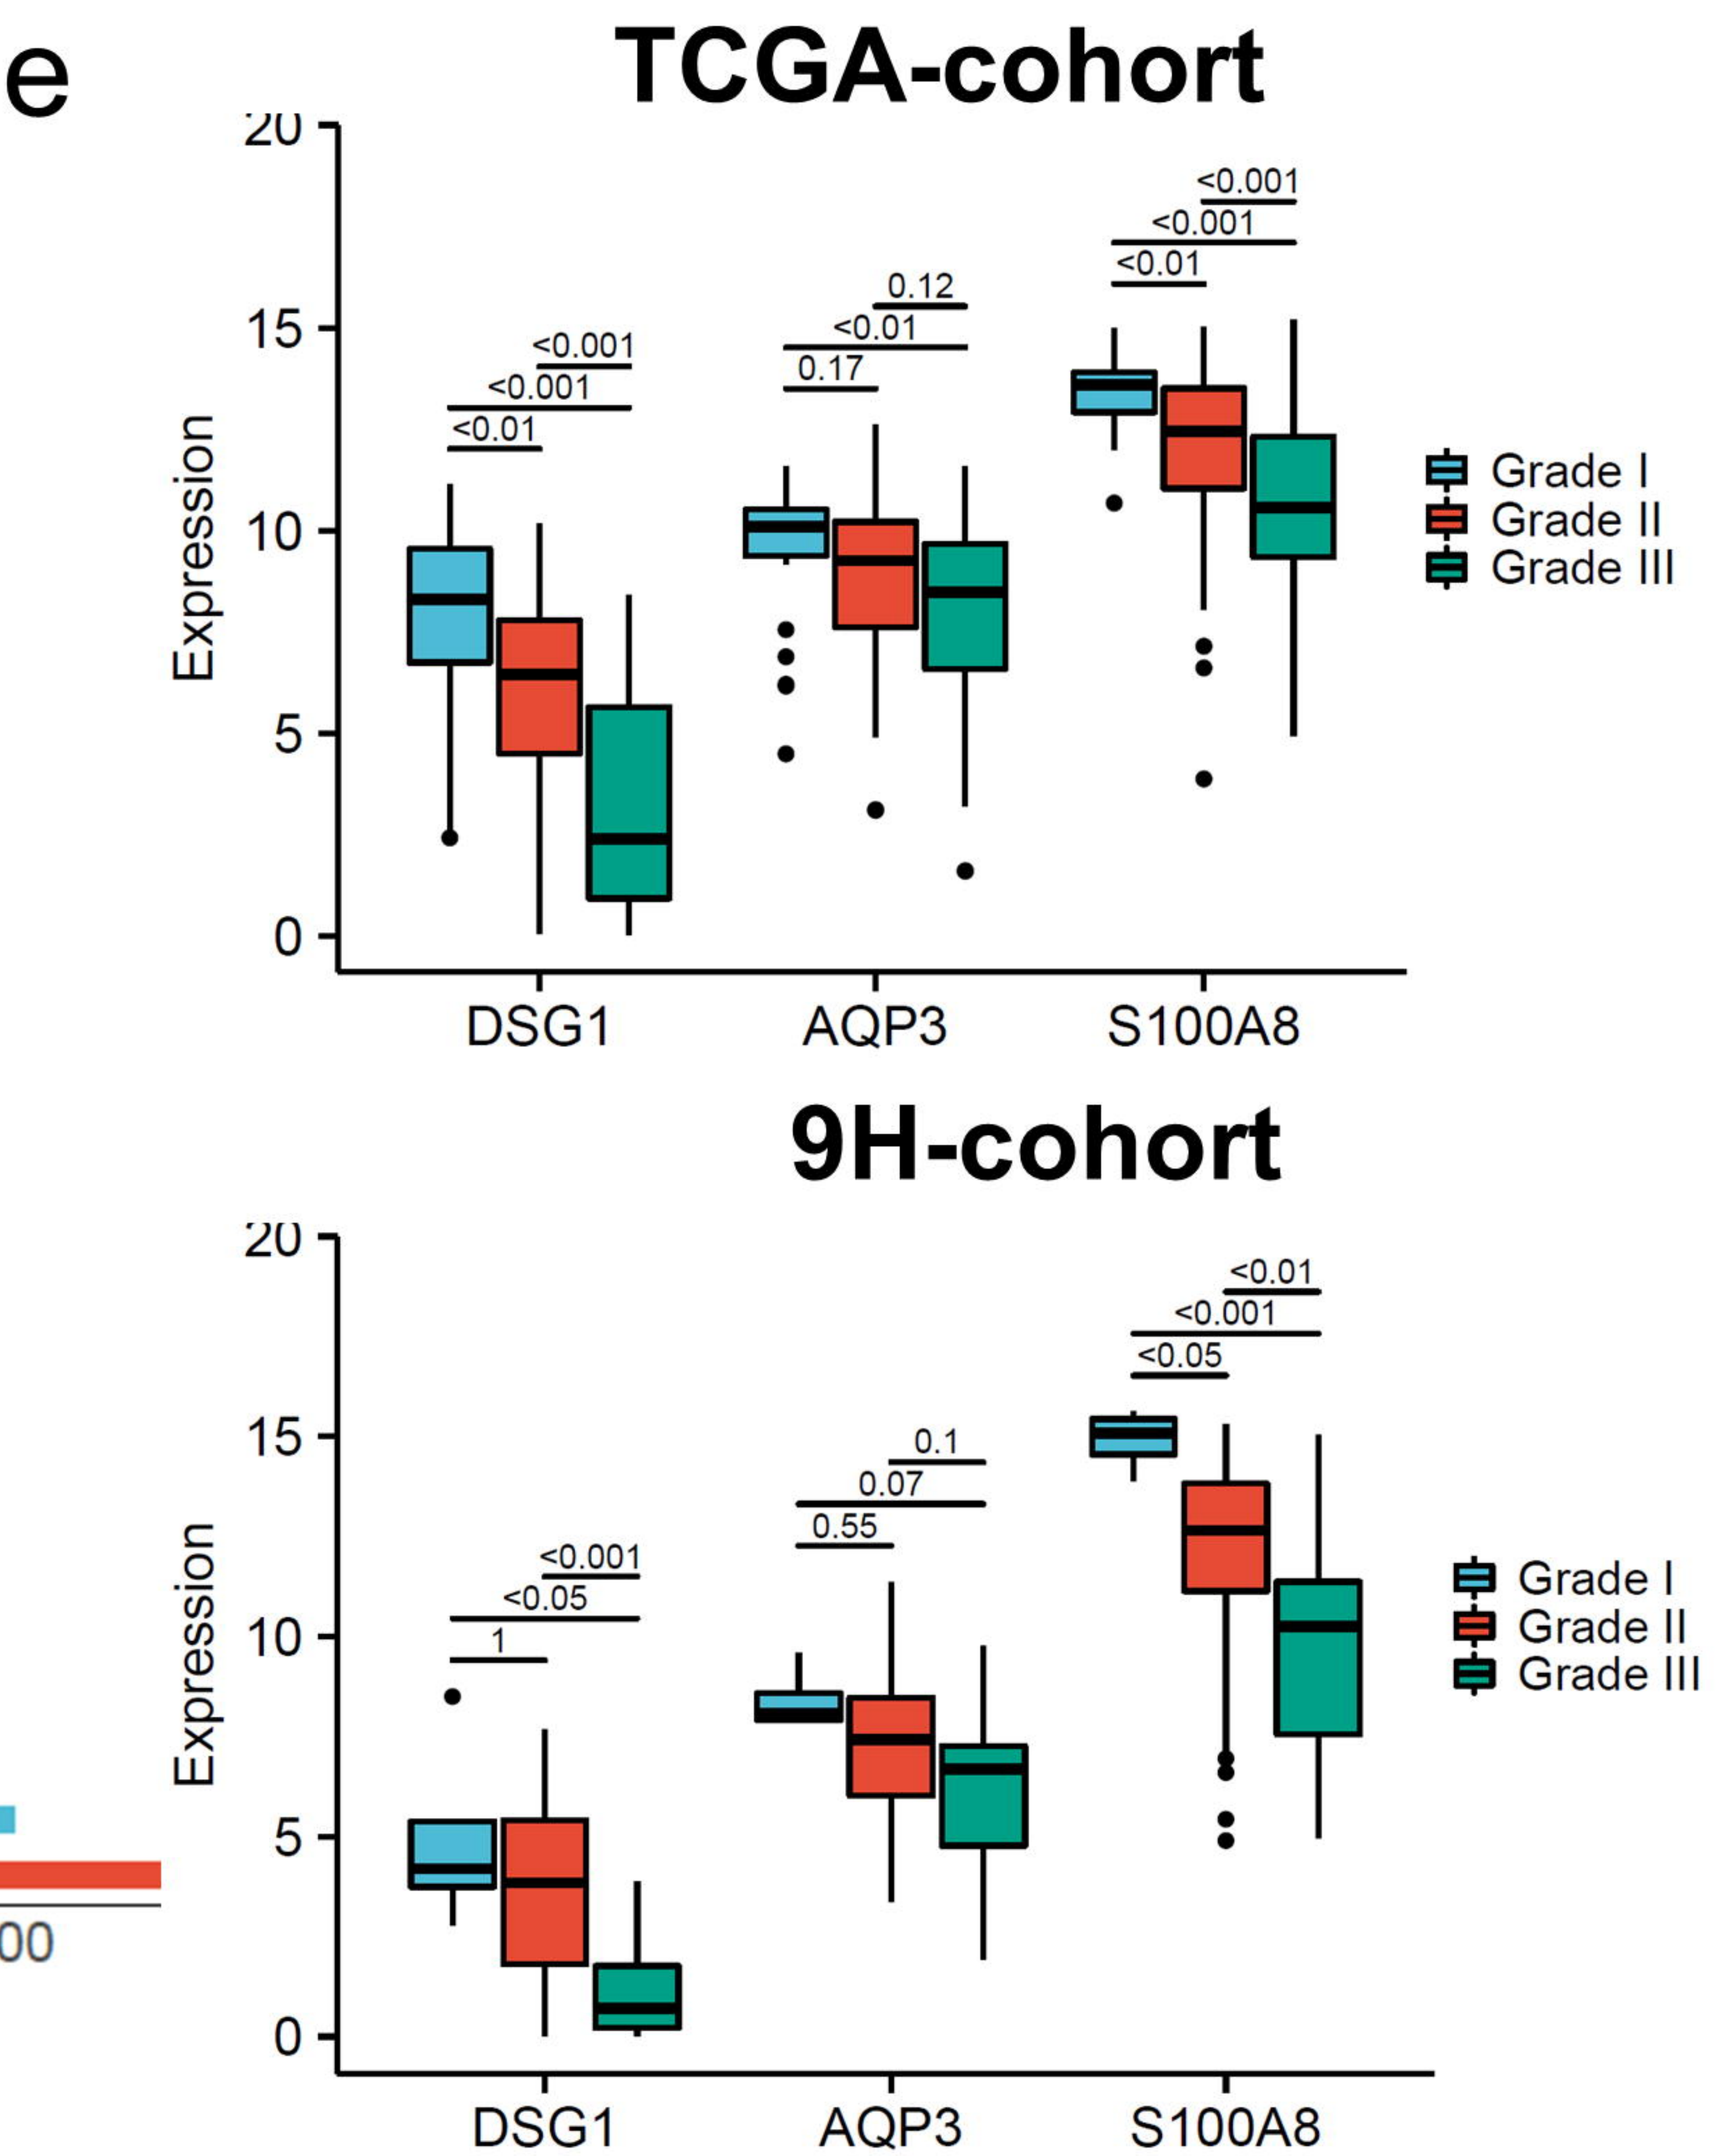 e
TCGA-cohort
20
15
10
5
0
Expression
<0.001
<0.001
<0.01
0.12
<0.01
0.17
<0.001
<0.001
<0.01
Grade I
Grade II
Grade III
DSG1 AQP3 S100A8
9H-cohort
20
15
10
5
0
Expression
<0.001
<0.05
1
0.1
0.07
0.55
<0.01
<0.001
<0.05
Grade I
Grade II
Grade III
DSG1 AQP3 S100A8
00